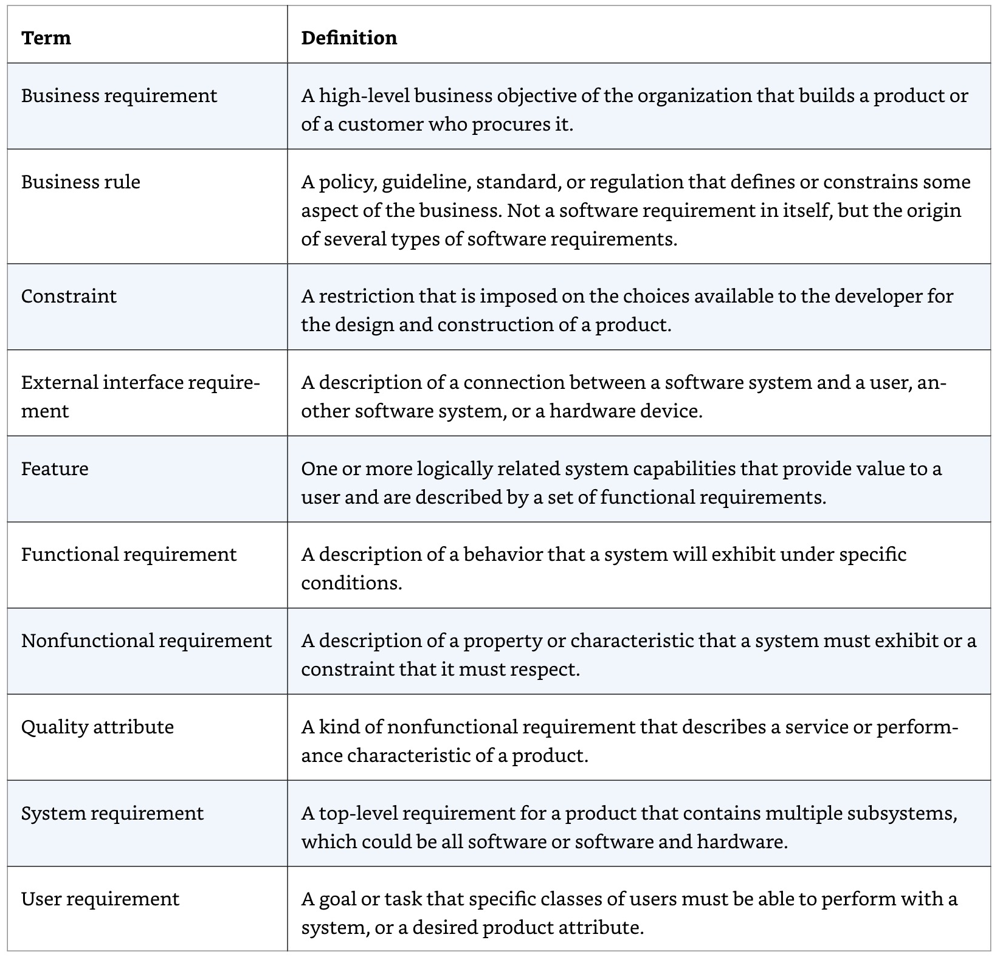 Term
Definition
Business requirement
A high-level business objective of the organization that builds a product or
of a customer who procures it.
Business rule
A policy, guideline, standard, or regulation that defines or constrains some
aspect of the business. Not a software requirement in itself, but the origin
of several types of software requirements.
Constraint
A restriction that is imposed on the choices available to the developer for
the design and construction of a product.
External interface require-
ment
A description of a connection between a software system and a user, an-
other software system, or a hardware device.
Feature
One or more logically related system capabilities that provide value to a
user and are described by a set of functional requirements.
Functional requirement
A description of a behavior that a system will exhibit under specific
conditions.
Nonfunctional requirement
A description of a property or characteristic that a system must exhibit or a
constraint that it must respect.
Quality attribute
A kind of nonfunctional requirement that describes a service or perform-
ance characteristic of a product.
System requirement
A top-level requirement for a product that contains multiple subsystems,
which could be all software or software and hardware.
User requirement
A goal or task that specific classes of users must be able to perform with a
system, or a desired product attribute.